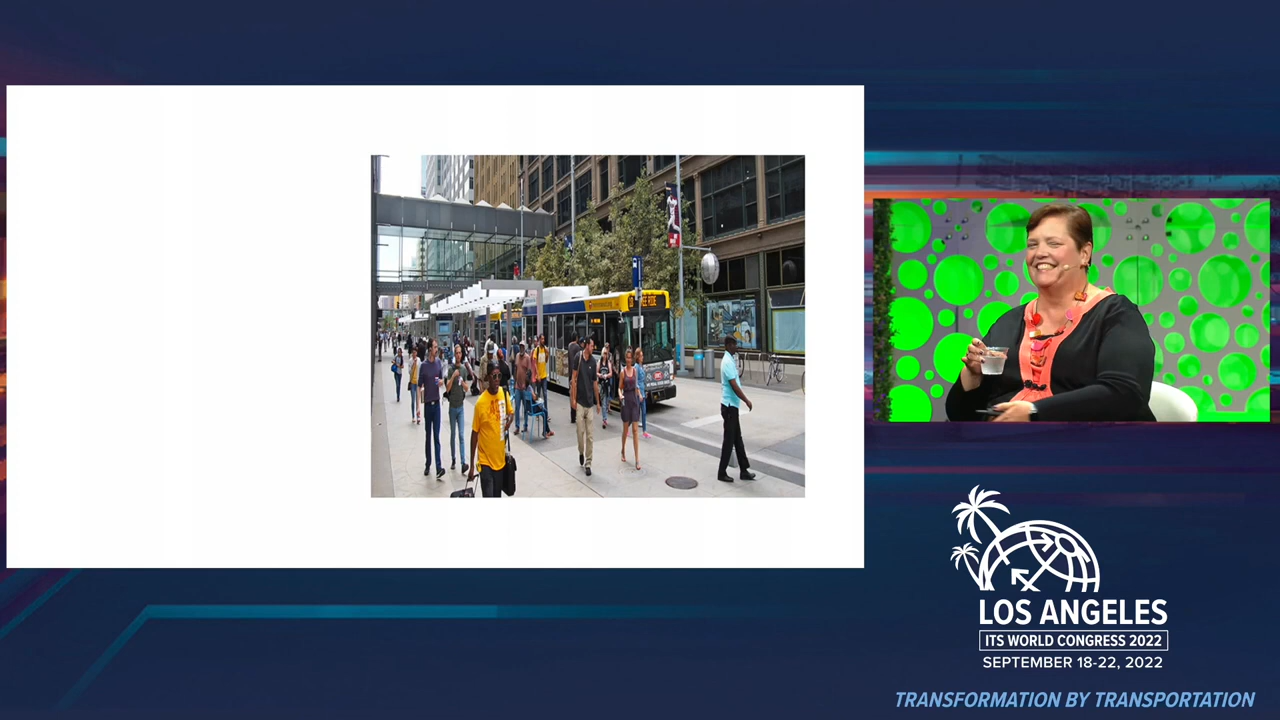 LOS ANGELES
ITS WORLD CONGRESS 2022
SEPTEMBER 18-22, 2022
TRANSFORMATION BY TRANSPORTATION